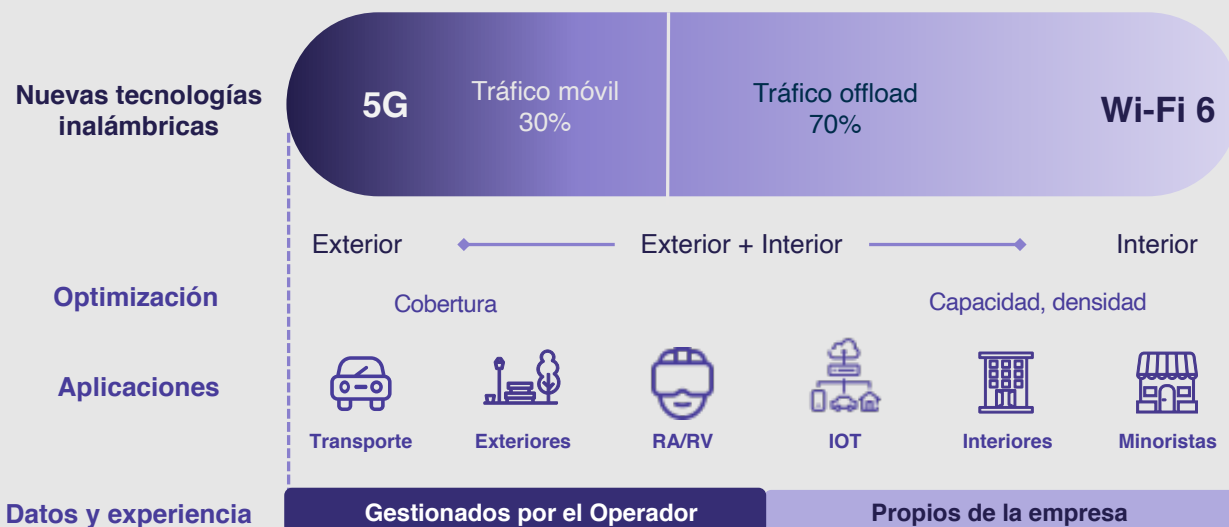 Nuevas tecnologías
inalámbricas
5G
Tráfico móvil
30%
Tráfico offload
70%
Wi-Fi 6
Exterior
Exterior + Interior
Interior
Optimización
Cobertura
Capacidad, densidad
Aplicaciones
Transporte
Exteriores
RA/RV
IOT
Interiores
Minoristas
Datos y experiencia
Gestionados por el Operador
Propios de la empresa